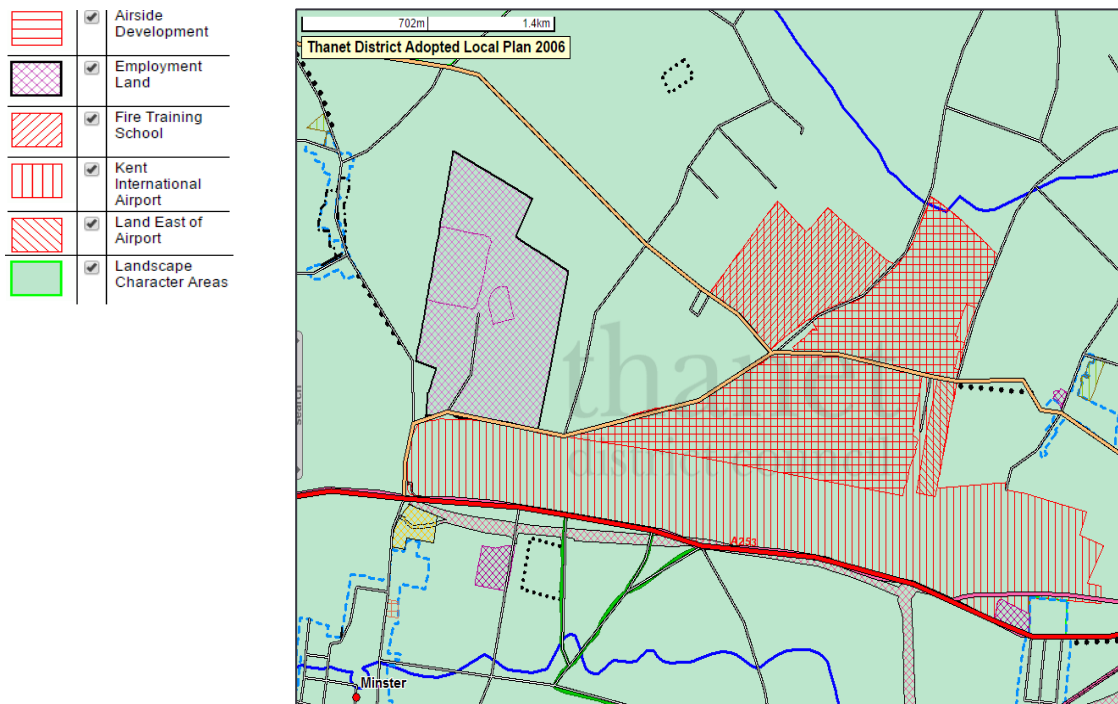 Airside
Development
Employment
Land
Fire Training
School
Kent
International
Airport
Land East of
Airport
Landscape
Character Areas
702m
1.4km
Thanet District Adopted Local Plan 2006
search
thanet
district council
A253
Minster